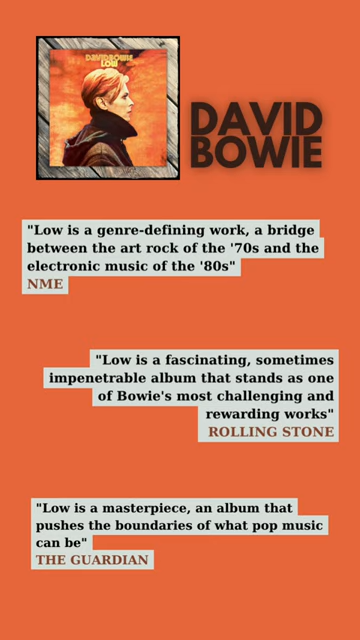 DAVID BOWIE
LOW
DAVID
BOWIE
"Low is a genre-defining work, a bridge
between the art rock of the '70s and the
electronic music of the '80s"
NME
"Low is a fascinating, sometimes
impenetrable album that stands as one
of Bowie's most challenging and
rewarding works"
ROLLING STONE
"Low is a masterpiece, an album that
pushes the boundaries of what pop music
can be"
THE GUARDIAN